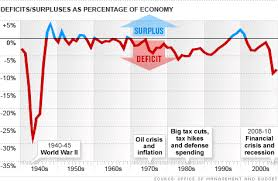 DEFICITS/SURPLUSES AS PERCENTAGE OF ECONOMY
+5%
+1%
0%
-5%
-10%
-15%
-20%
-25%
-30%
-35%
SURPLUS
DEFICIT
1940-45
World War II
Oil crisis
and
inflation
Big tax cuts,
tax hikes
and defense
spending
2008-10
Financial
crisis and
recession
1940s
1950s
1960s
1970s
1980s
1990s
2000s
SOURCE: OFFICE OF MANAGEMENT AND BUDGET